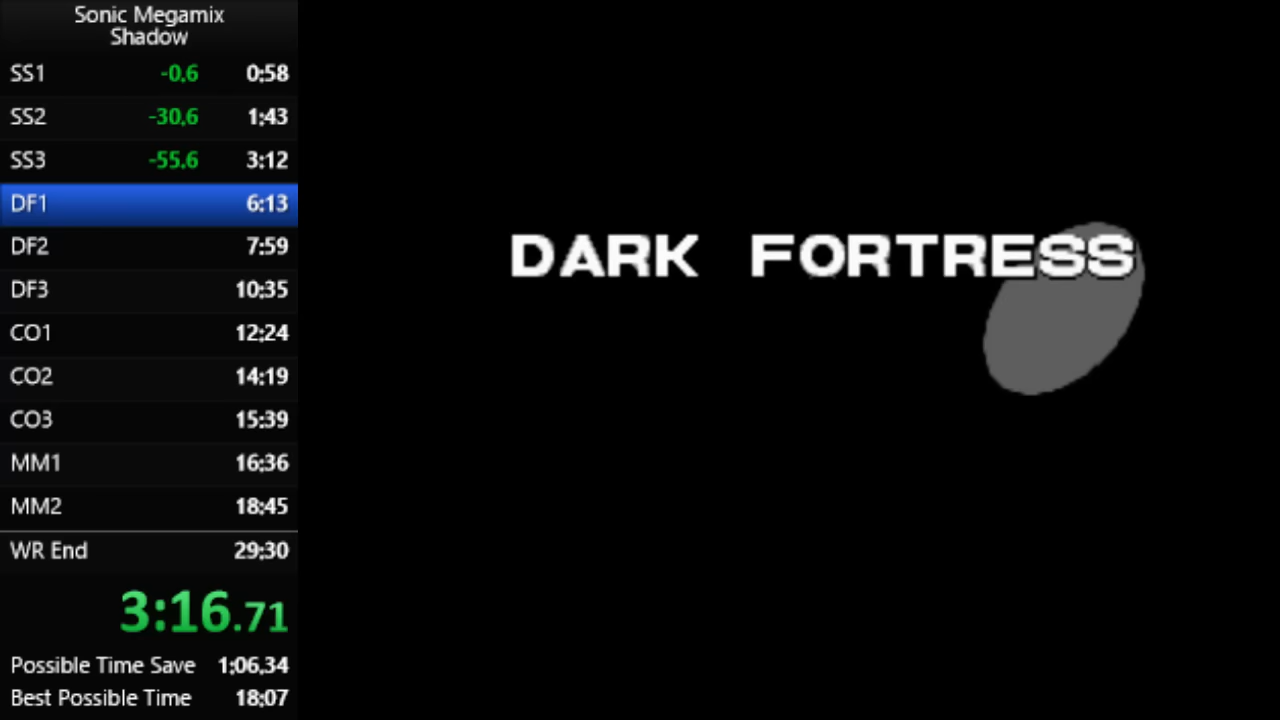 Sonic Megamix
Shadow
SS1 -0.6 0:58
SS2 -30.6 1:43
SS3 -55.6 3:12
DF1 6:13
DF2 7:59
DF3 10:35
CO1 12:24
CO2 14:19
CO3 15:39
MM1 16:36
MM2 18:45
WR End 29:30
3:16.71
Possible Time Save 1:06.34
Best Possible Time 18:07
DARK FORTRESS